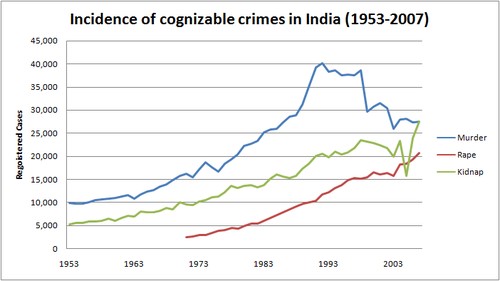 Incidence of cognizable crimes in India (1953-2007)
45,000
40,000
35,000
30,000
25,000
20,000
15,000
10,000
5,000
0
Registered Cases
1953 1963 1973 1983 1993 2003
Murder
Rape
Kidnap